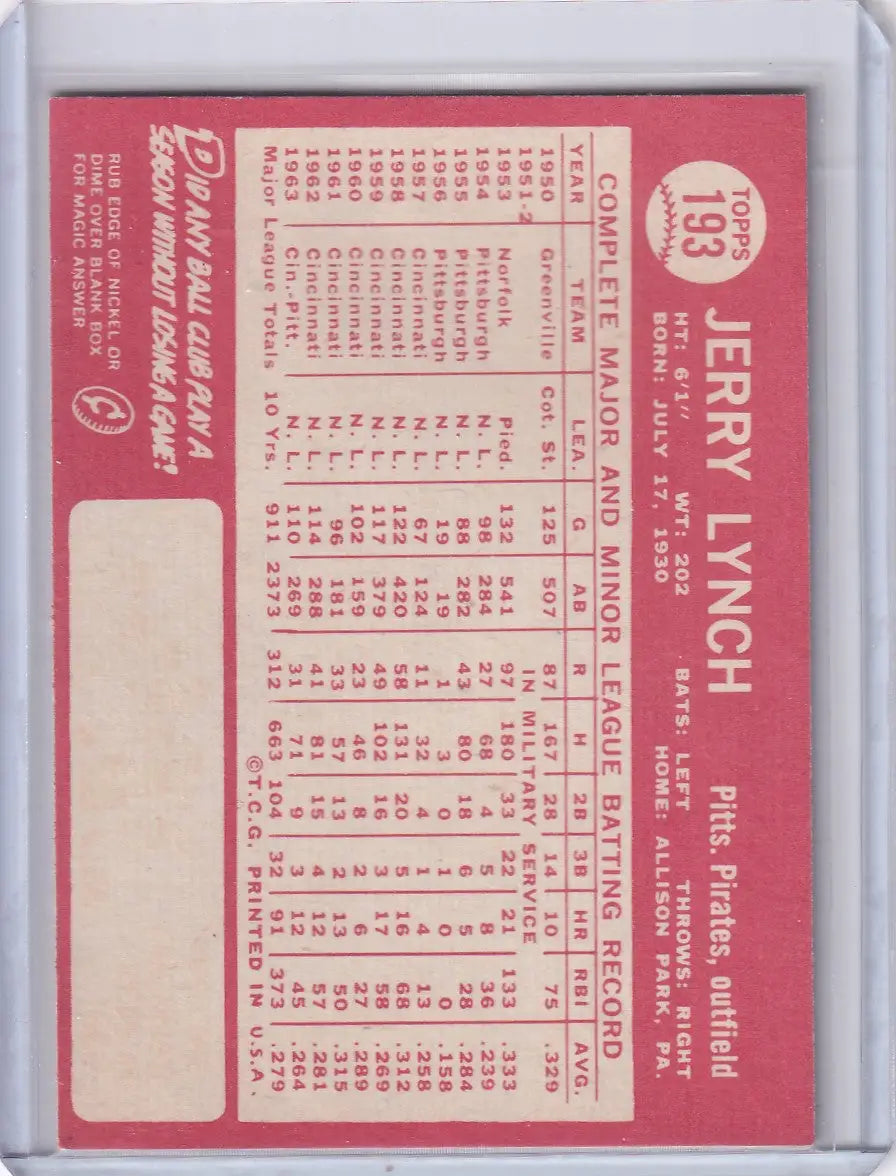 TOPPS
193
JERRY LYNCH Pitts. Pirates, outfield
HT: 6'1" WT: 202 BATS: LEFT THROWS: RIGHT
BORN: JULY 17, 1930 HOME: ALLISON PARK, PA.
COMPLETE MAJOR AND MINOR LEAGUE BATTING RECORD
YEAR TEAM LEA. G AB R H 2B 3B HR RBI AVG.
1950 Greenville Cot. St. 125 507 87 167 28 14 10 75 .329
1951-2 IN MILITARY SERVICE
1953 Norfolk Pied. 132 541 97 180 33 22 21 133 .333
1954 Pittsburgh N. L. 98 284 27 68 4 5 8 36 .239
1955 Pittsburgh N. L. 88 282 43 80 18 6 5 28 .284
1956 Pittsburgh N. L. 19 19 1 3 0 1 0 0 .158
1957 Cincinnati N. L. 67 124 11 32 4 1 4 13 .258
1958 Cincinnati N. L. 122 420 58 131 20 5 16 68 .312
1959 Cincinnati N. L. 117 379 49 102 16 3 17 58 .269
1960 Cincinnati N. L. 102 159 23 46 8 2 6 27 .289
1961 Cincinnati N. L. 96 181 33 57 13 2 13 50 .315
1962 Cincinnati N. L. 114 288 41 81 15 4 12 57 .281
1963 Cin.-Pitt. N. L. 110 269 31 71 9 3 12 45 .264
Major League Totals 10 Yrs. 911 2373 312 663 104 32 91 373 .279
©T.C.G. PRINTED IN U.S.A.
DID ANY BALL CLUB PLAY A
SEASON WITHOUT LOSING A GAME?
RUB EDGE OF NICKEL OR
DIME OVER BLANK BOX
FOR MAGIC ANSWER